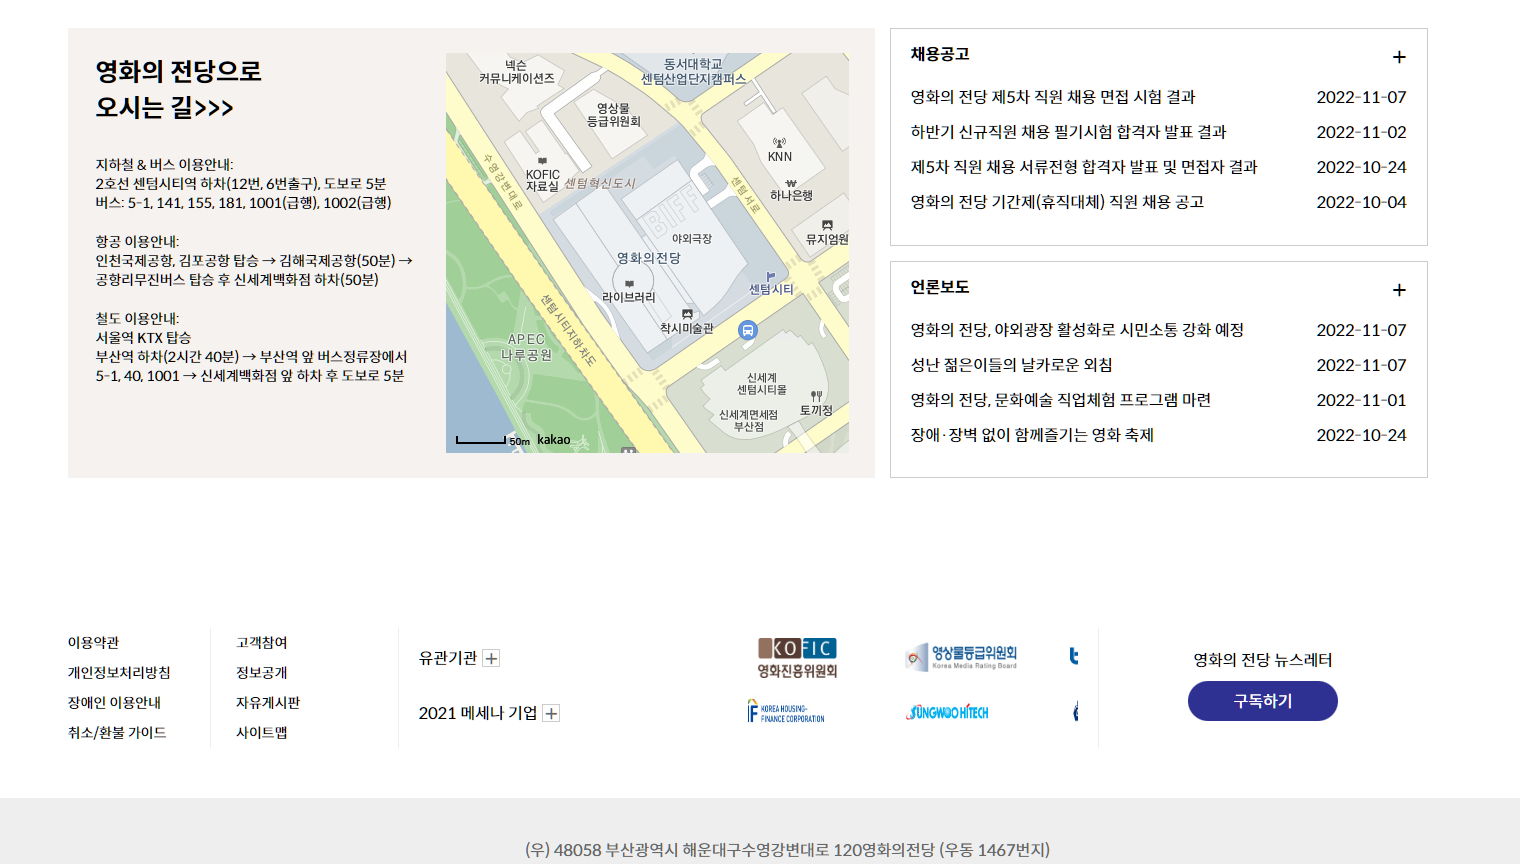 영화의 전당으로
오시는 길>>>
지하철 & 버스 이용안내:
2호선 센텀시티역 하차(12번, 6번출구), 도보로 5분
버스: 5-1, 141, 155, 181, 1001(급행), 1002(급행)
항공 이용안내:
인천국제공항, 김포공항 탑승 → 김해국제공항(50분) →
공항리무진버스 탑승 후 신세계백화점 하차(50분)
철도 이용안내:
서울역 KTX 탑승
부산역 하차(2시간 40분) → 부산역 앞 버스정류장에서
5-1, 40, 1001 → 신세계백화점 앞 하차 후 도보로 5분
넥슨
커뮤니케이션즈
동서대학교
센텀산업단지캠퍼스
영상물
등급위원회
KNN
KOFIC
자료실
센텀혁신도시
하나은행
수영강변대로
센텀서로
BIFF
야외극장
뮤지엄원
영화의전당
라이브러리
센텀시티
착시미술관
센텀시티지하차도
APEC
나루공원
신세계
센텀시티몰
신세계면세점
부산점
토끼정
50m kakao
채용공고 +
영화의 전당 제5차 직원 채용 면접 시험 결과 2022-11-07
하반기 신규직원 채용 필기시험 합격자 발표 결과 2022-11-02
제5차 직원 채용 서류전형 합격자 발표 및 면접자 결과 2022-10-24
영화의 전당 기간제(휴직대체) 직원 채용 공고 2022-10-04
언론보도 +
영화의 전당, 야외광장 활성화로 시민소통 강화 예정 2022-11-07
성난 젊은이들의 날카로운 외침 2022-11-07
영화의 전당, 문화예술 직업체험 프로그램 마련 2022-11-01
장애·장벽 없이 함께즐기는 영화 축제 2022-10-24
이용약관
개인정보처리방침
장애인 이용안내
취소/환불 가이드
고객참여
정보공개
자유게시판
사이트맵
유관기관 +
2021 메세나 기업 +
KOFIC
영화진흥위원회
영상물등급위원회
Korea Media Rating Board
KOREA HOUSING-
FINANCE CORPORATION
SUNGWOO HITECH
영화의 전당 뉴스레터
구독하기
(우) 48058 부산광역시 해운대구수영강변대로 120영화의전당 (우동 1467번지)